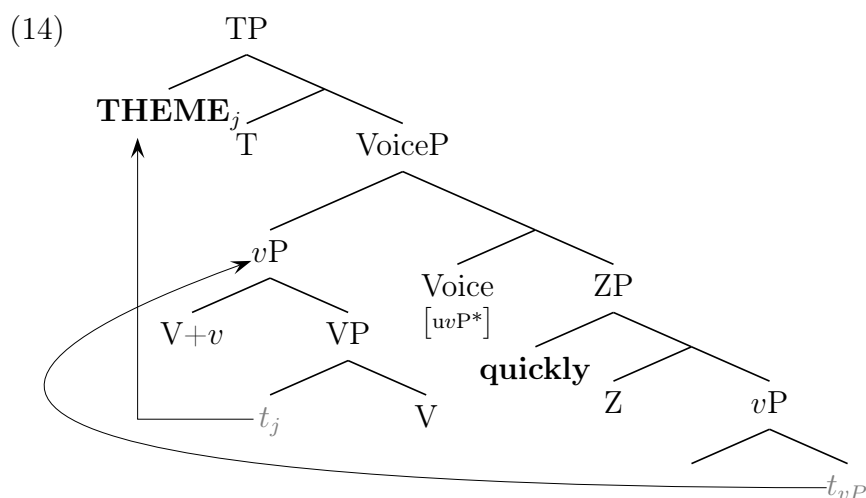 (14) TP
THEMEj
T VoiceP
vP
Voice ZP
[uvP*]
V+v VP
quickly
Z vP
tj V
tvP